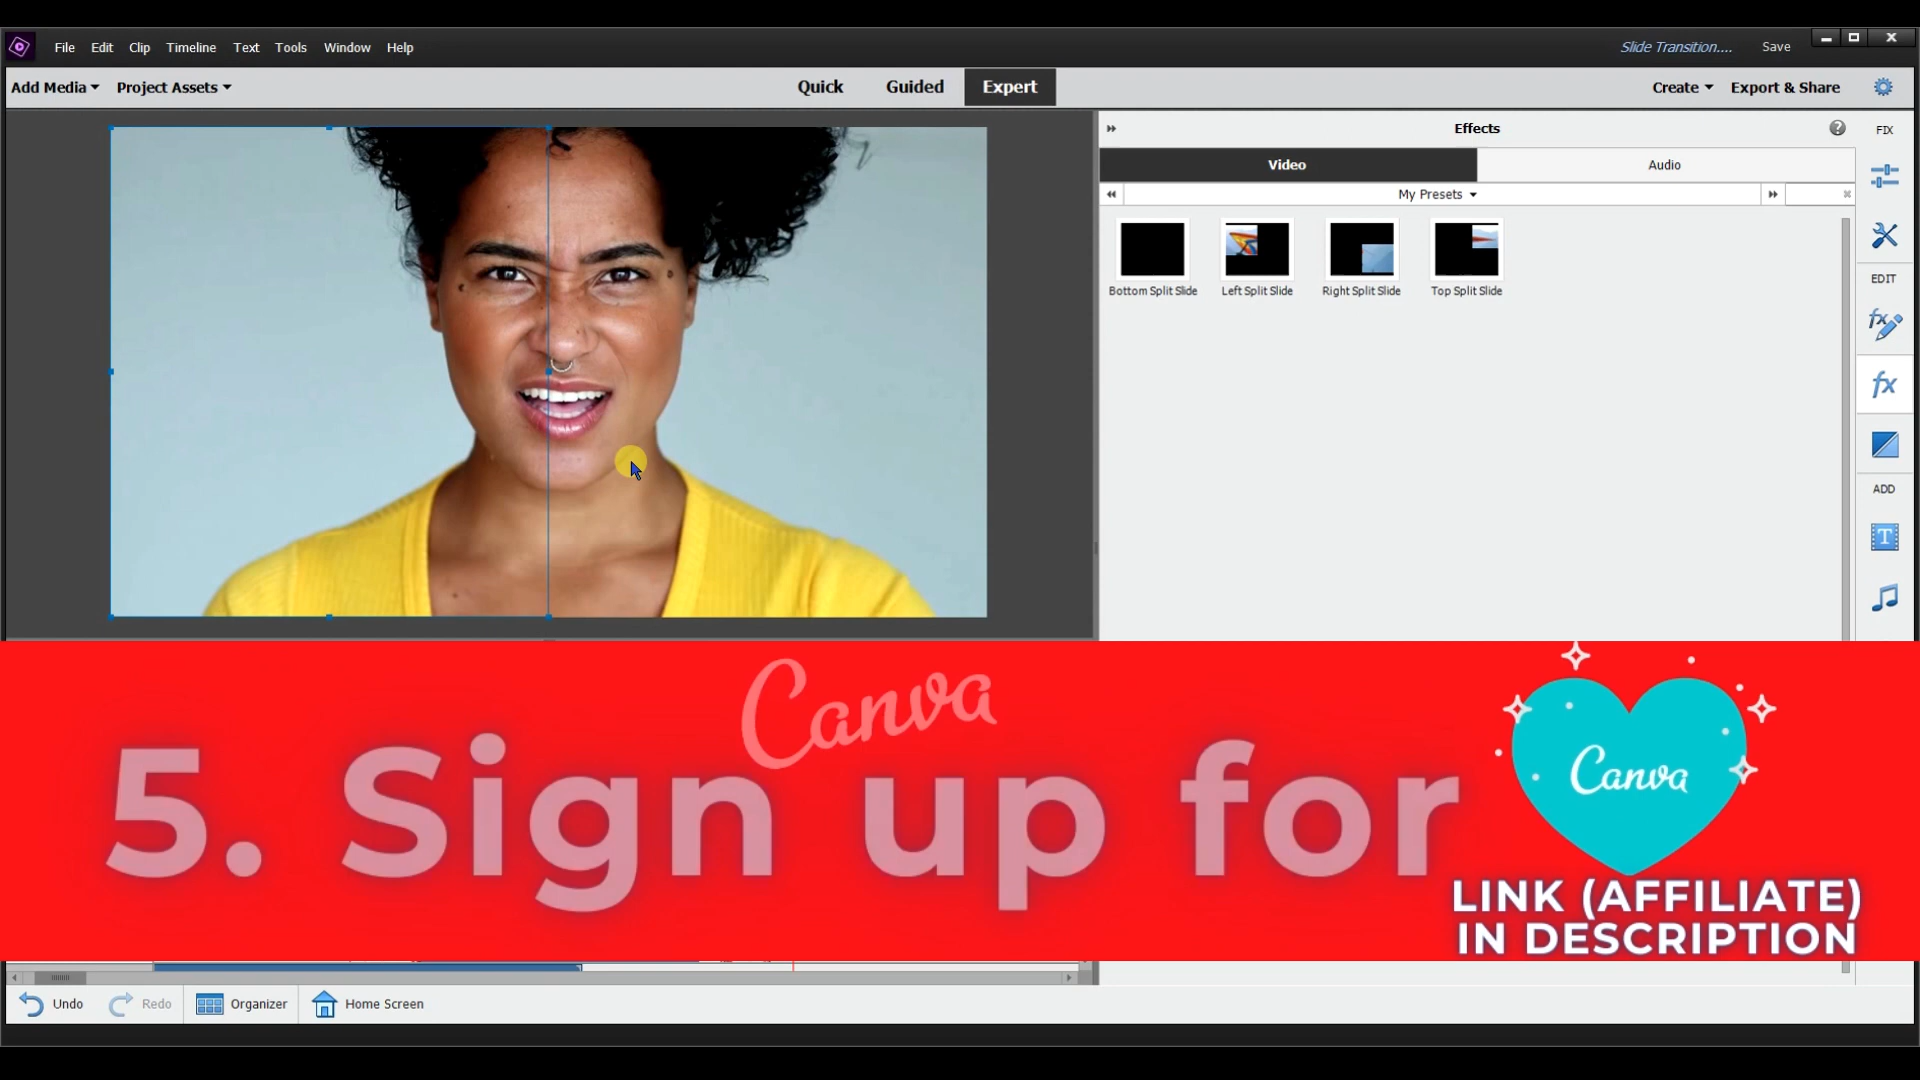 File Edit Clip Timeline Text Tools Window Help
Slide Transition.... Save
Add Media Project Assets Quick Guided Expert Create Export & Share
Effects
FIX
Video Audio
My Presets
Bottom Split Slide Left Split Slide Right Split Slide Top Split Slide
EDIT
fx
fx
ADD
T
Canva
5. Sign up for
Canva
LINK (AFFILIATE)
IN DESCRIPTION
Undo Redo Organizer Home Screen